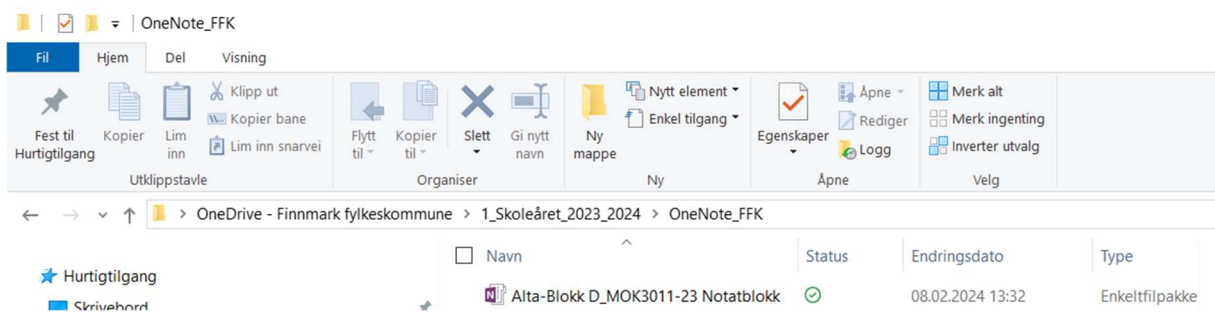 OneNote_FFK
Fil Hjem Del Visning
Fest til
Hurtigtilgang
Kopier
Lim
inn
Klipp ut
Kopier bane
Lim inn snarvei
Utklippstavle
Flytt
til
Kopier
til
Slett
Gi nytt
navn
Organiser
Ny
mappe
Nytt element
Enkel tilgang
Ny
Egenskaper
Åpne
Rediger
Logg
Åpne
Merk alt
Merk ingenting
Inverter utvalg
Velg
OneDrive - Finnmark fylkeskommune > 1_Skoleåret_2023_2024 > OneNote_FFK
Hurtigtilgang
Skrivebord
Navn Status Endringsdato Type
Alta-Blokk D_MOK3011-23 Notatblokk 08.02.2024 13:32 Enkeltfilpakke